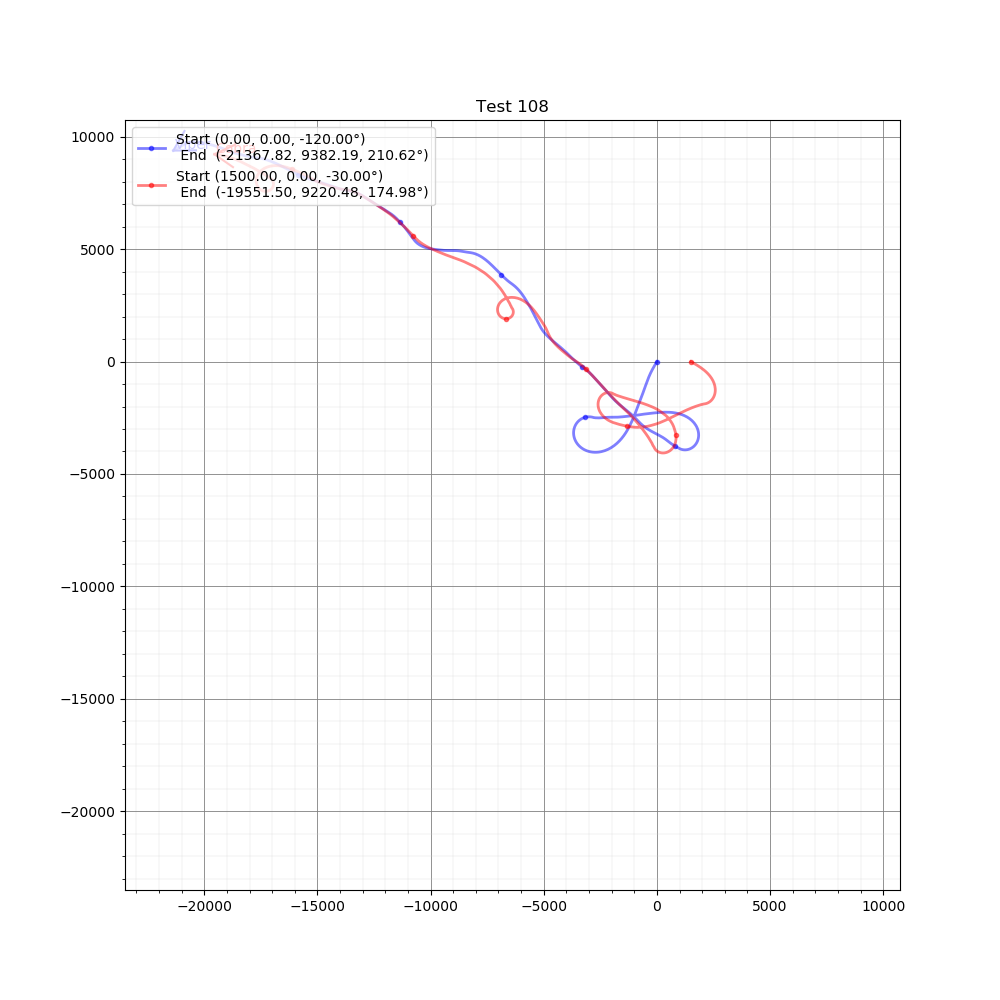 Test 108
Start (0.00, 0.00, -120.00°)
End  (-21367.82, 9382.19, 210.62°)
Start (1500.00, 0.00, -30.00°)
End  (-19551.50, 9220.48, 174.98°)
10000
5000
0
−5000
−10000
−15000
−20000
−20000 −15000 −10000 −5000 0 5000 10000